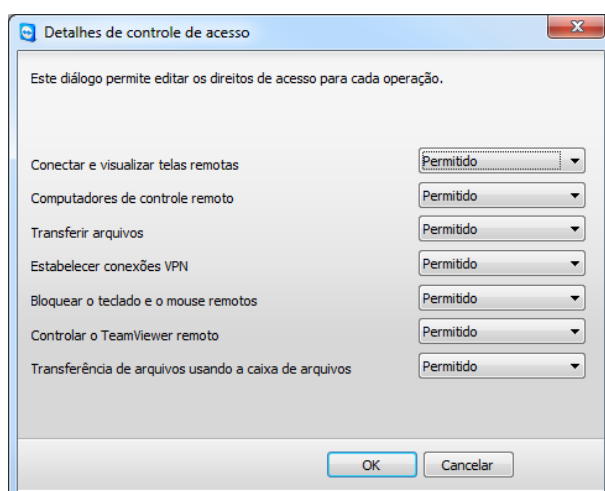 Detalhes de controle de acesso
Este diálogo permite editar os direitos de acesso para cada operação.
Conectar e visualizar telas remotas Permitido
Computadores de controle remoto Permitido
Transferir arquivos Permitido
Estabelecer conexões VPN Permitido
Bloquear o teclado e o mouse remotos Permitido
Controlar o TeamViewer remoto Permitido
Transferência de arquivos usando a caixa de arquivos Permitido
OK Cancelar